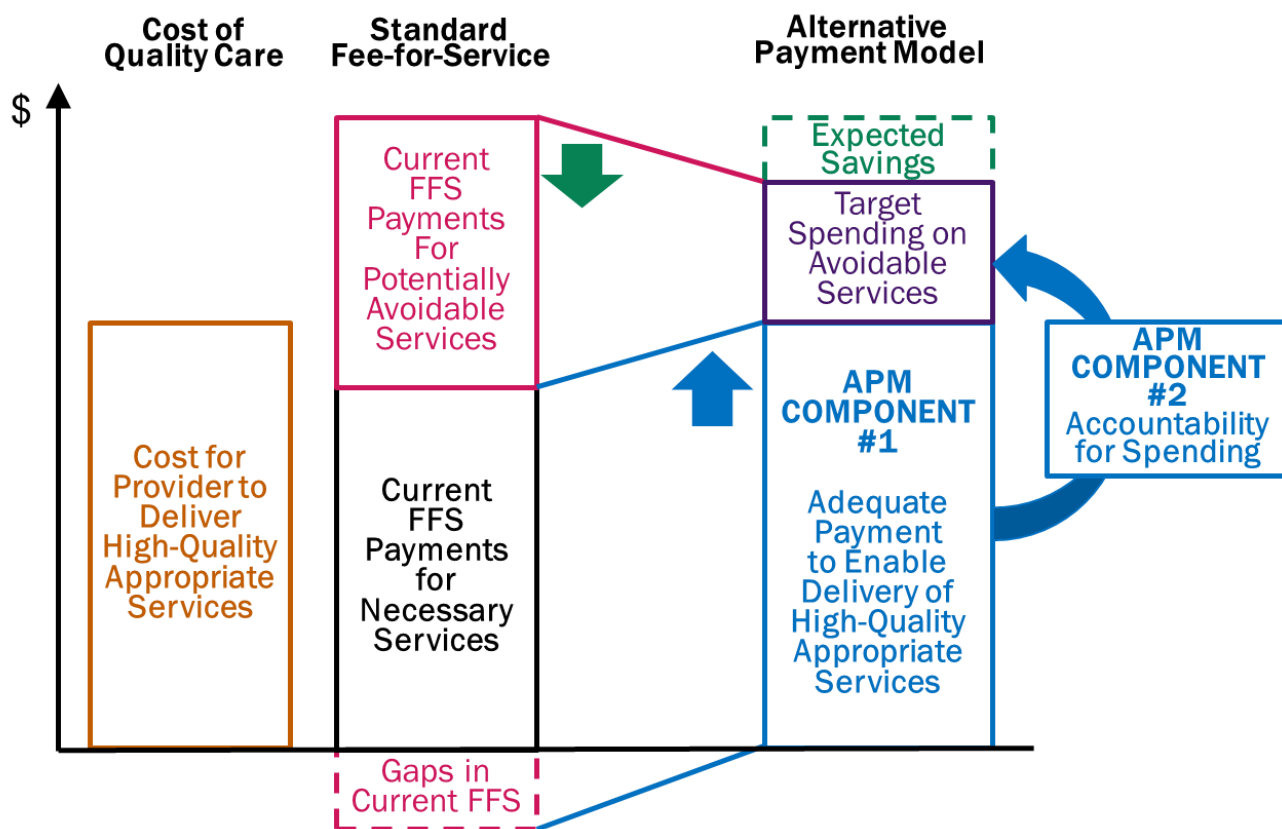 Cost of
Quality Care
Standard
Fee-for-Service
Alternative
Payment Model
$
Cost for
Provider to
Deliver
High-Quality
Appropriate
Services
Current
FFS
Payments
For
Potentially
Avoidable
Services
Current
FFS
Payments
for
Necessary
Services
Gaps in
Current FFS
Expected
Savings
Target
Spending on
Avoidable
Services
APM
COMPONENT
#1
Adequate
Payment
to Enable
Delivery of
High-Quality
Appropriate
Services
APM
COMPONENT
#2
Accountability
for Spending